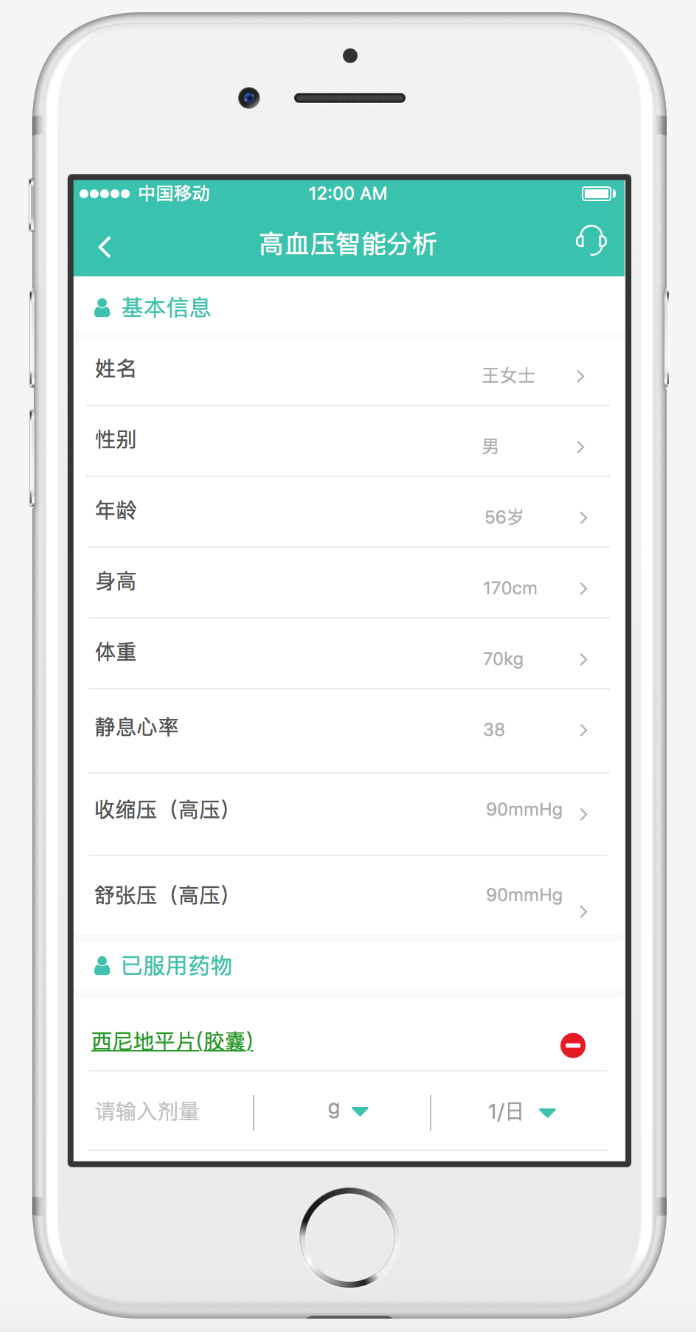 中国移动 12:00 AM
高血压智能分析
基本信息
姓名 王女士
性别 男
年龄 56岁
身高 170cm
体重 70kg
静息心率 38
收缩压（高压） 90mmHg
舒张压（高压） 90mmHg
已服用药物
西尼地平片(胶囊)
请输入剂量 g 1/日